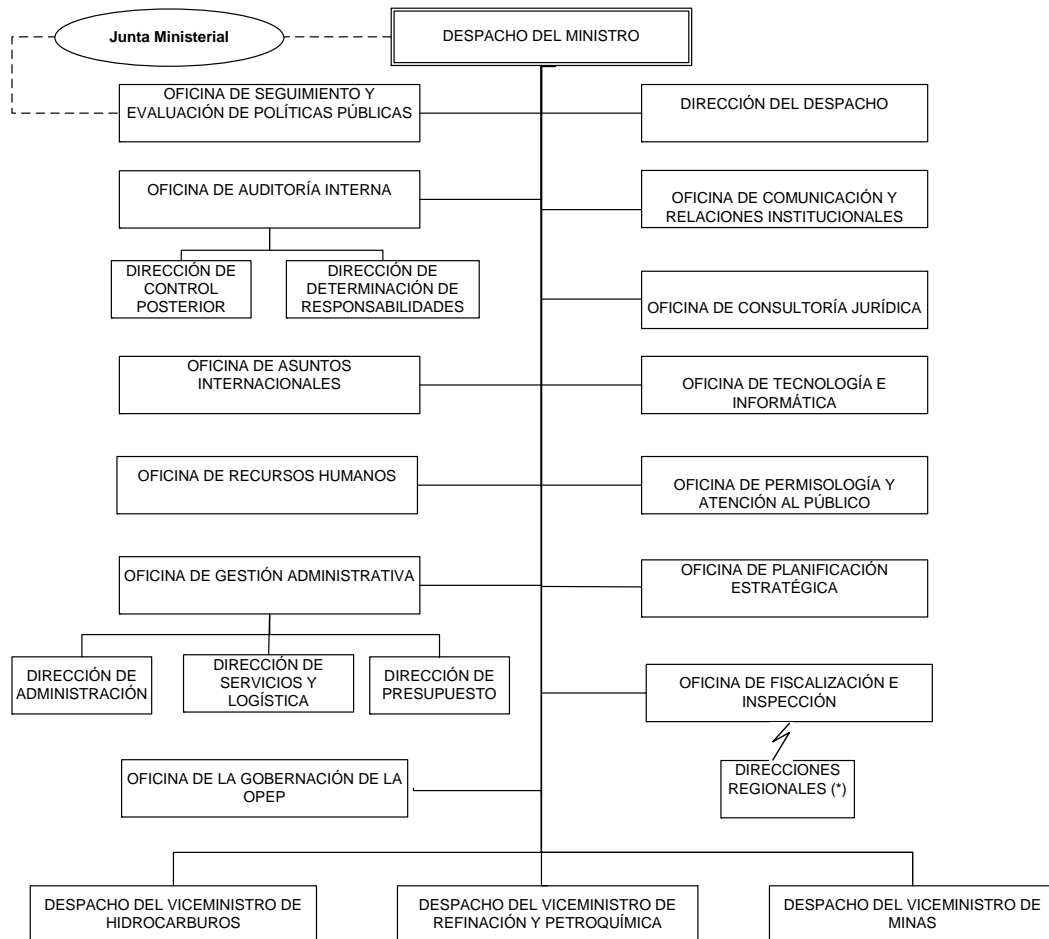 Junta Ministerial
DESPACHO DEL MINISTRO
OFICINA DE SEGUIMIENTO Y
EVALUACIÓN DE POLÍTICAS PÚBLICAS
DIRECCIÓN DEL DESPACHO
OFICINA DE AUDITORÍA INTERNA
OFICINA DE COMUNICACIÓN Y
RELACIONES INSTITUCIONALES
DIRECCIÓN DE
CONTROL
POSTERIOR
DIRECCIÓN DE
DETERMINACIÓN DE
RESPONSABILIDADES
OFICINA DE CONSULTORÍA JURÍDICA
OFICINA DE ASUNTOS
INTERNACIONALES
OFICINA DE TECNOLOGÍA E
INFORMÁTICA
OFICINA DE RECURSOS HUMANOS
OFICINA DE PERMISOLOGÍA Y
ATENCIÓN AL PÚBLICO
OFICINA DE GESTIÓN ADMINISTRATIVA
OFICINA DE PLANIFICACIÓN
ESTRATÉGICA
DIRECCIÓN DE
ADMINISTRACIÓN
DIRECCIÓN DE
SERVICIOS Y
LOGÍSTICA
DIRECCIÓN DE
PRESUPUESTO
OFICINA DE FISCALIZACIÓN E
INSPECCIÓN
OFICINA DE LA GOBERNACIÓN DE LA
OPEP
DIRECCIONES
REGIONALES (*)
DESPACHO DEL VICEMINISTRO DE
HIDROCARBUROS
DESPACHO DEL VICEMINISTRO DE
REFINACIÓN Y PETROQUÍMICA
DESPACHO DEL VICEMINISTRO DE
MINAS